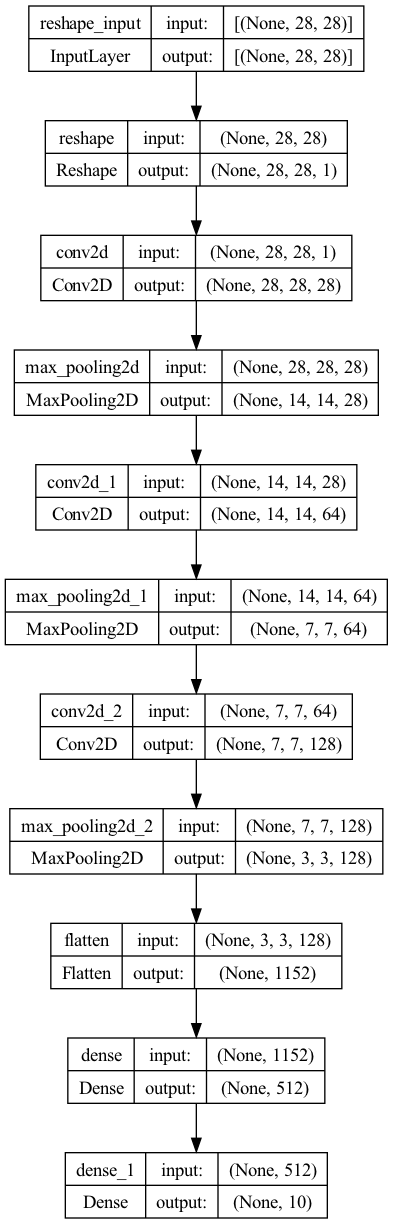 reshape_input input: [(None, 28, 28)]
InputLayer output: [(None, 28, 28)]
reshape input: (None, 28, 28)
Reshape output: (None, 28, 28, 1)
conv2d input: (None, 28, 28, 1)
Conv2D output: (None, 28, 28, 28)
max_pooling2d input: (None, 28, 28, 28)
MaxPooling2D output: (None, 14, 14, 28)
conv2d_1 input: (None, 14, 14, 28)
Conv2D output: (None, 14, 14, 64)
max_pooling2d_1 input: (None, 14, 14, 64)
MaxPooling2D output: (None, 7, 7, 64)
conv2d_2 input: (None, 7, 7, 64)
Conv2D output: (None, 7, 7, 128)
max_pooling2d_2 input: (None, 7, 7, 128)
MaxPooling2D output: (None, 3, 3, 128)
flatten input: (None, 3, 3, 128)
Flatten output: (None, 1152)
dense input: (None, 1152)
Dense output: (None, 512)
dense_1 input: (None, 512)
Dense output: (None, 10)